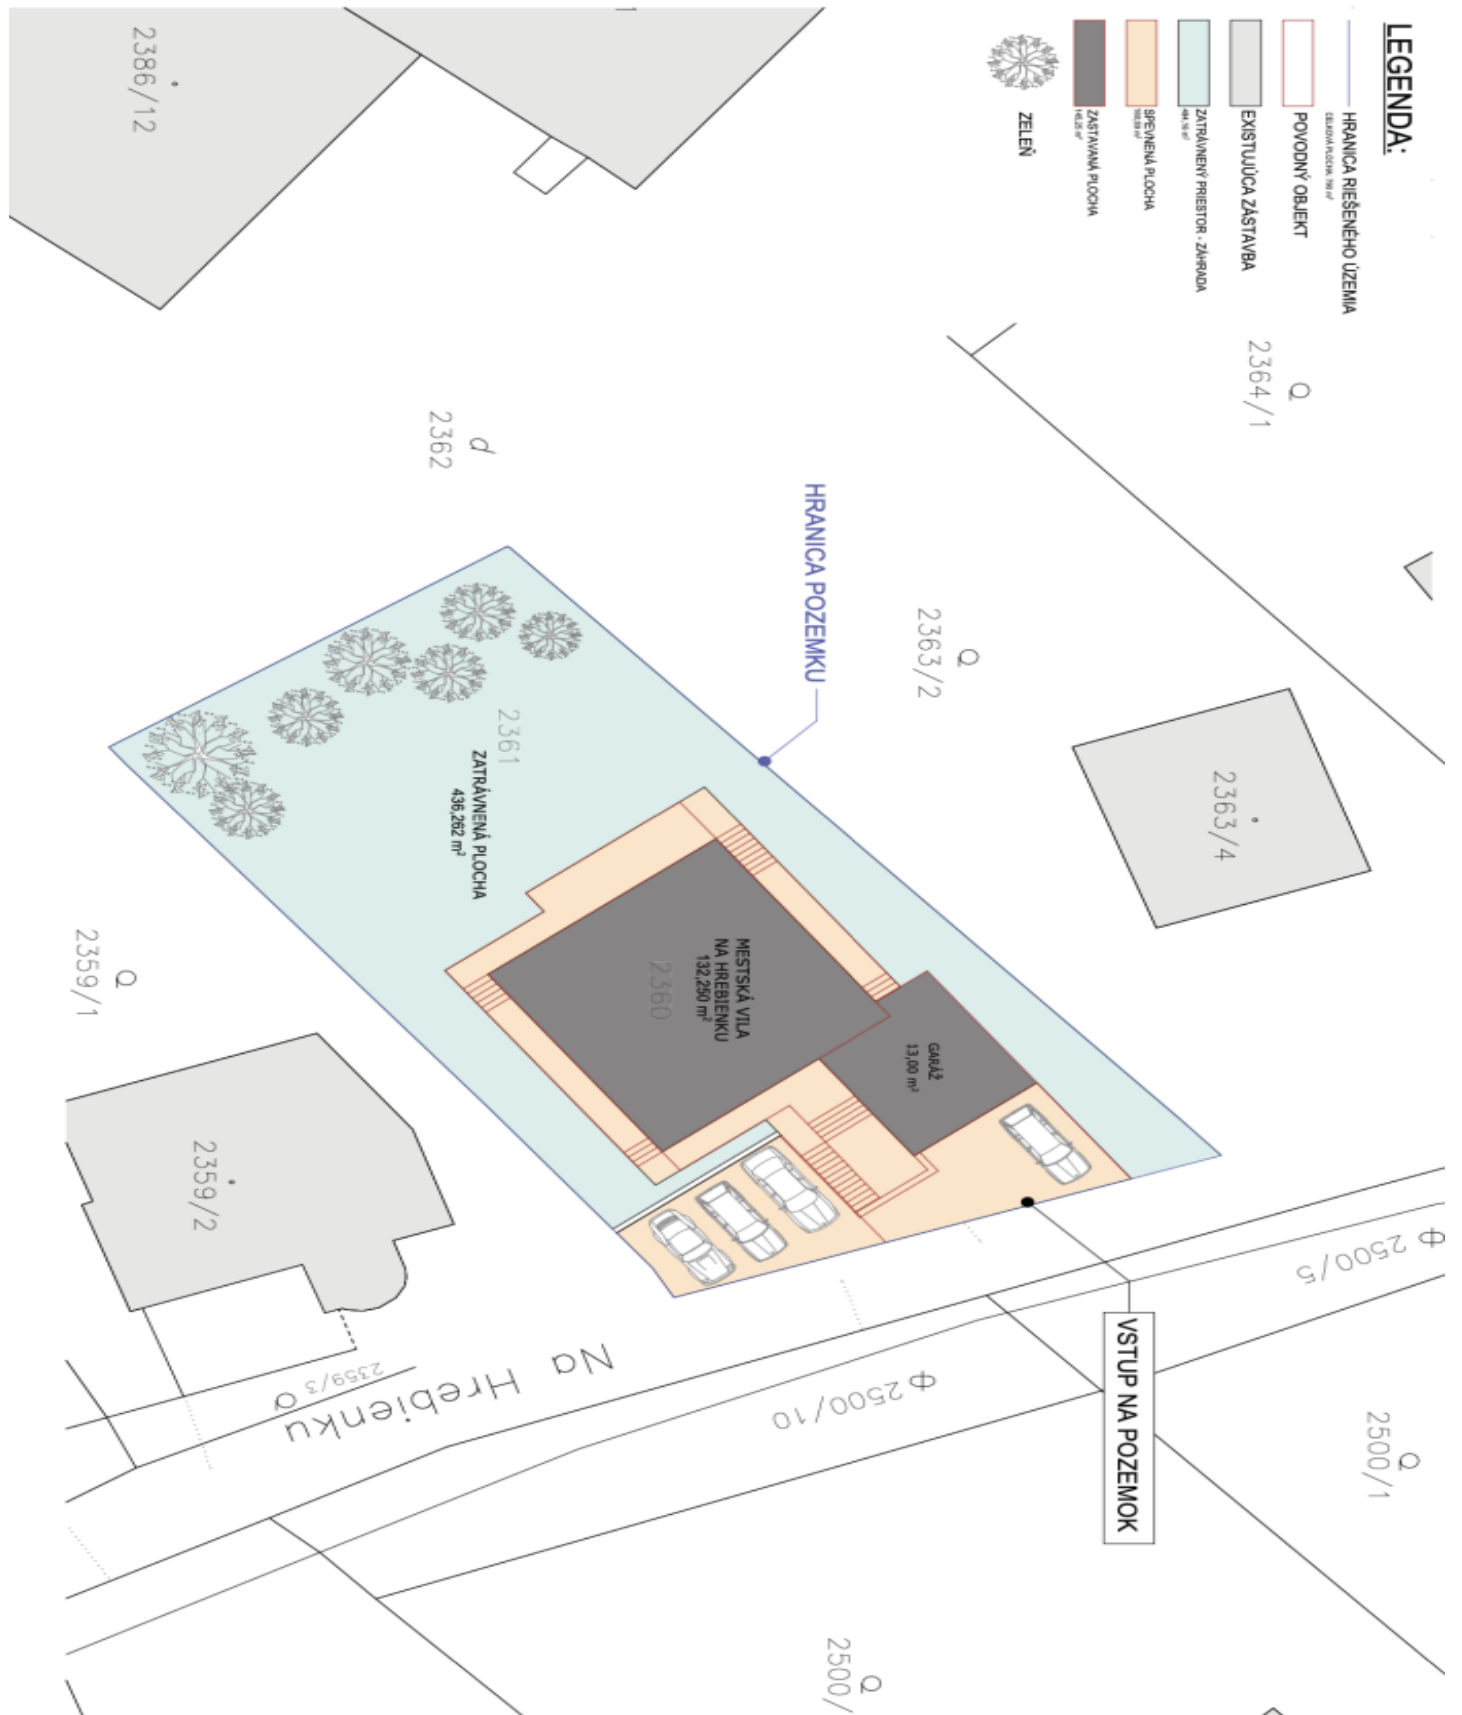 LEGENDA:
HRANICA RIEŠENÉHO ÚZEMIA
POVODNÝ OBJEKT
EXISTUJÚCA ZÁSTAVBA
ZATRÁVNENÝ PRIESTOR - ZÁHRADA
SPEVNENÁ PLOCHA
ZASTAVANÁ PLOCHA
145,25 m²
ZELEŇ
2386/12
Q
2364/1
d
2362
HRANICA POZEMKU
Q
2363/2
2363/4
2361
ZATRÁVNENÁ PLOCHA
436,262 m²
MESTSKÁ VILA
NA HREBIENKU
132,250 m²
2360
GARÁŽ
13,00 m²
Q
2359/1
2359/2
2359/3 Q
Na Hrebienku
2500/5
2500/10
VSTUP NA POZEMOK
Q
2500/1
Q
2500/